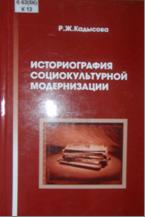 Р.Ж.Кадысова
ИСТОРИОГРАФИЯ
СОЦИОКУЛЬТУРНОЙ
МОДЕРНИЗАЦИИ